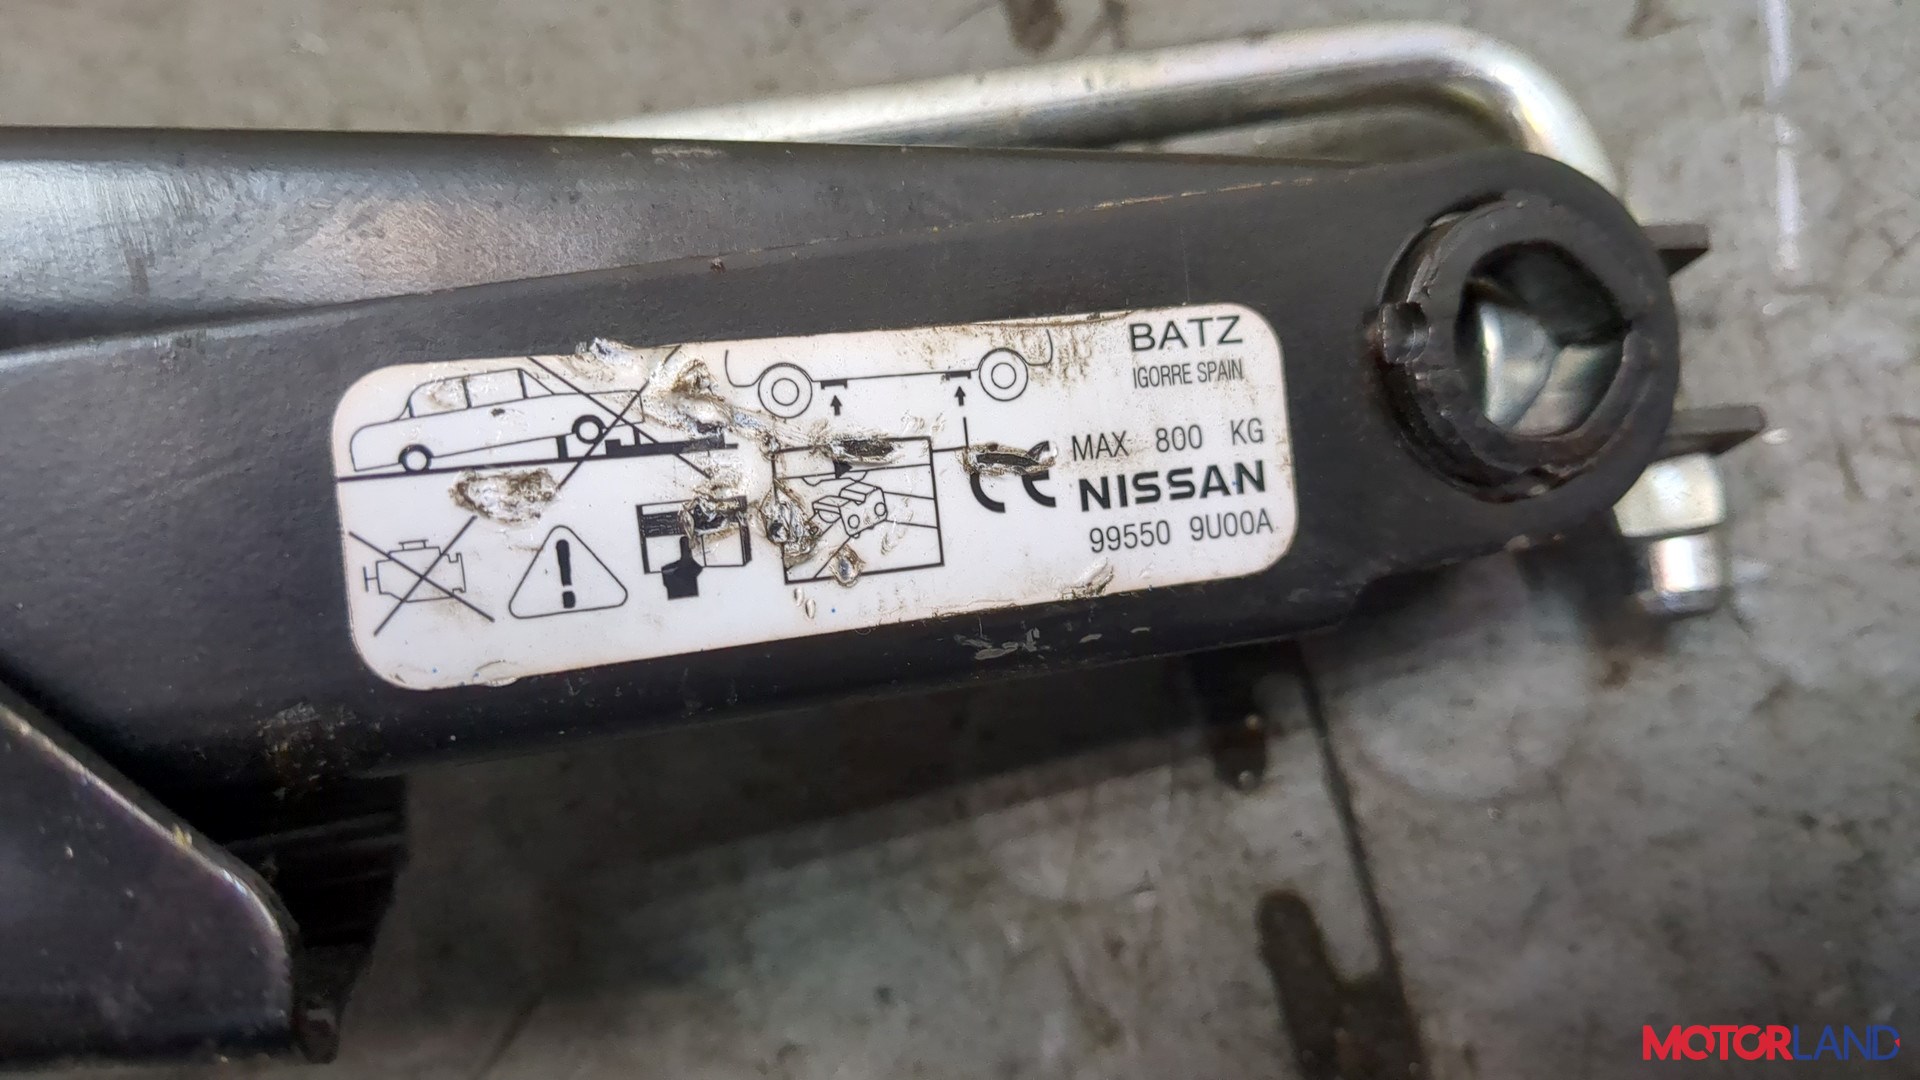 BATZ
IGORRE SPAIN
MAX 800 KG
CE
NISSAN
99550 9U00A
MOTORLAND